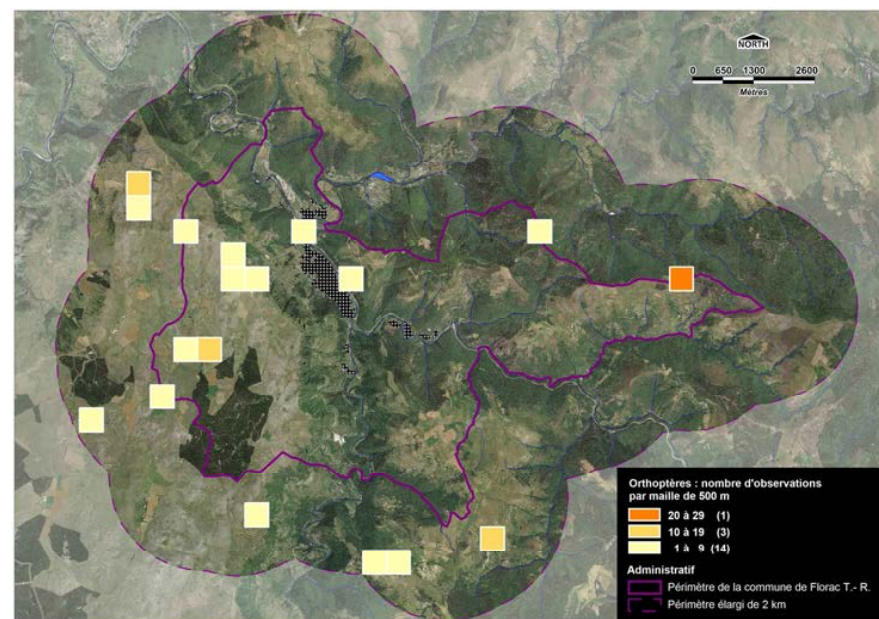 NORTH
0 650 1300 2600
Mètres
Orthoptères : nombre d'observations
par maille de 500 m
20 à 29 (1)
10 à 19 (3)
1 à 9 (14)
Administratif
Périmètre de la commune de Florac T.- R.
Périmètre élargi de 2 km